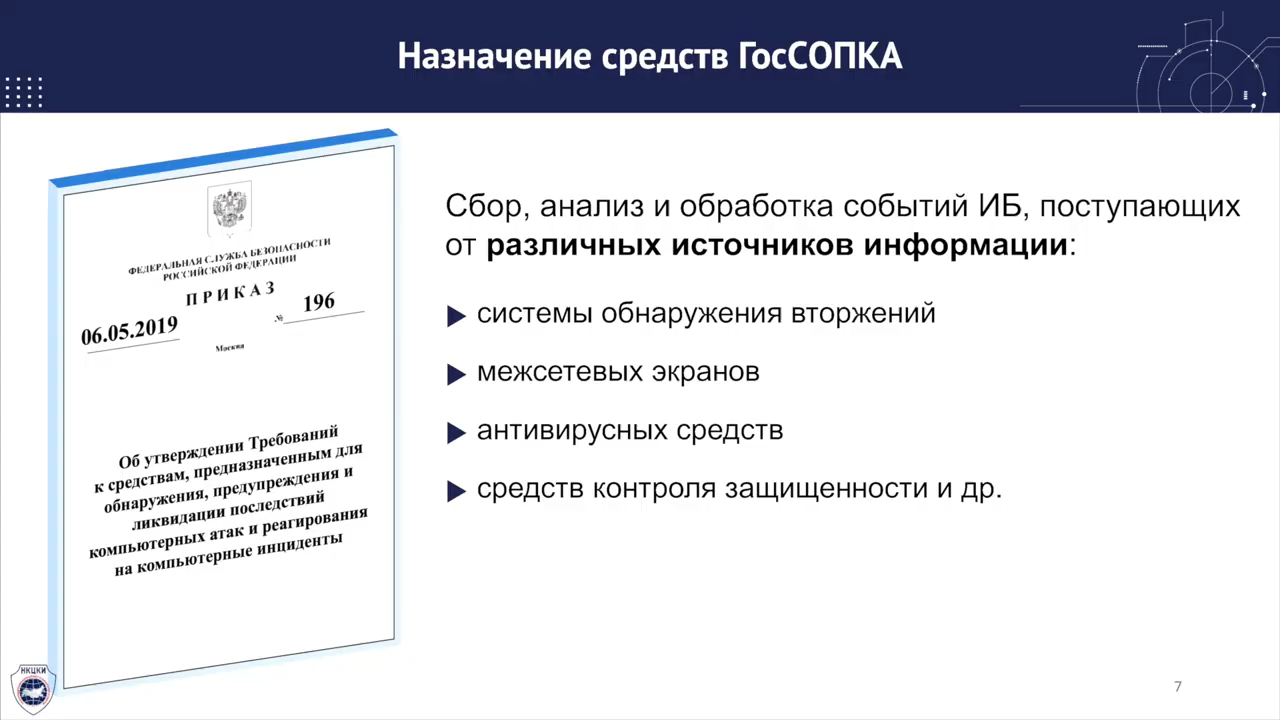 Назначение средств ГосСОПКА
ФЕДЕРАЛЬНАЯ СЛУЖБА БЕЗОПАСНОСТИ
РОССИЙСКОЙ ФЕДЕРАЦИИ
ПРИКАЗ
06.05.2019 № 196
Москва
Об утверждении Требований
к средствам, предназначенным для
обнаружения, предупреждения и
ликвидации последствий
компьютерных атак и реагирования
на компьютерные инциденты
Сбор, анализ и обработка событий ИБ, поступающих
от различных источников информации:
системы обнаружения вторжений
межсетевых экранов
антивирусных средств
средств контроля защищенности и др.
НКЦКИ
7